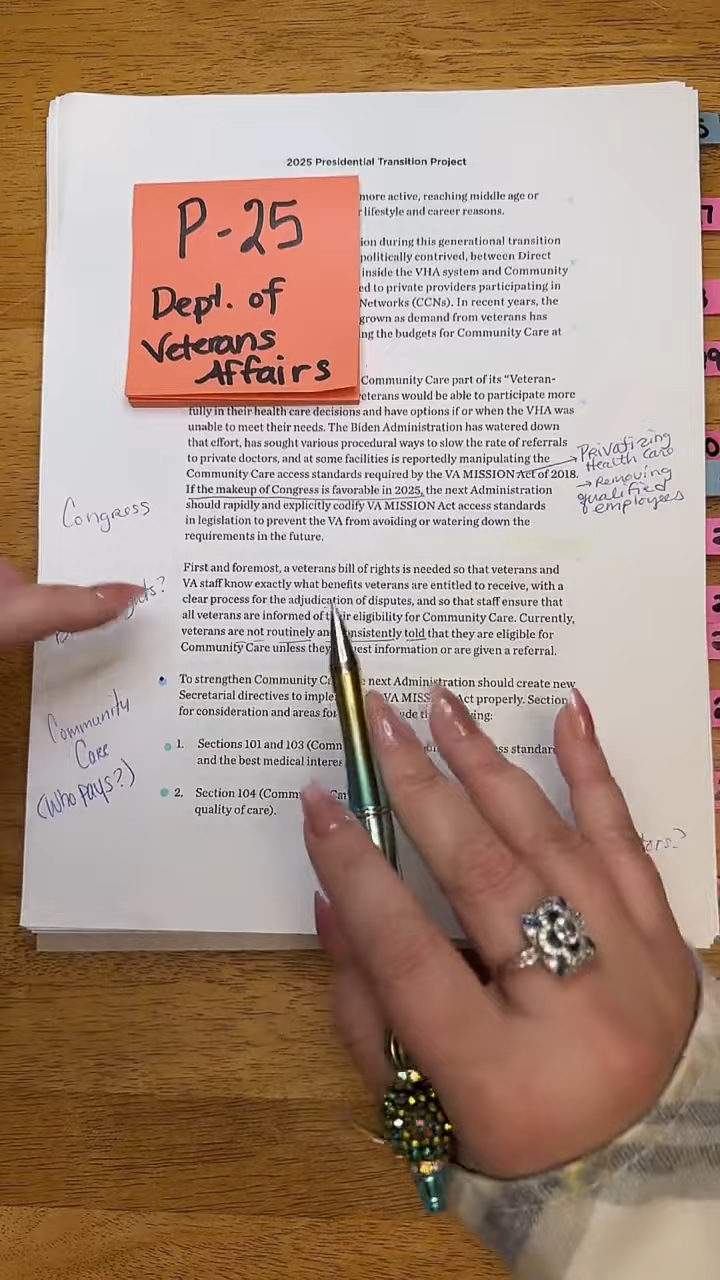 2025 Presidential Transition Project
P-25
Dept. of
Veterans
Affairs
more active, reaching middle age or
lifestyle and career reasons.
ion during this generational transition
politically contrived, between Direct
inside the VHA system and Community
ed to private providers participating in
Networks (CCNs). In recent years, the
grown as demand from veterans has
ng the budgets for Community Care at
Community Care part of its “Veteran-
eterans would be able to participate more
fully in their health care decisions and have options if or when the VHA was
unable to meet their needs. The Biden Administration has watered down
that effort, has sought various procedural ways to slow the rate of referrals
to private doctors, and at some facilities is reportedly manipulating the
Community Care access standards required by the VA MISSION Act of 2018.
If the makeup of Congress is favorable in 2025, the next Administration
should rapidly and explicitly codify VA MISSION Act access standards
in legislation to prevent the VA from avoiding or watering down the
requirements in the future.
Privatizing
Health Care
→ Removing
qualified
employees
Congress
First and foremost, a veterans bill of rights is needed so that veterans and
VA staff know exactly what benefits veterans are entitled to receive, with a
clear process for the adjudication of disputes, and so that staff ensure that
all veterans are informed of their eligibility for Community Care. Currently,
veterans are not routinely and consistently told that they are eligible for
Community Care unless they request information or are given a referral.
• To strengthen Community Ca next Administration should create new
Secretarial directives to imple VA MISSION Act properly. Section
for consideration and areas for ude the following:
Community
Care
(Who pays?)
1. Sections 101 and 103 (Comm ss standard
and the best medical interes
2. Section 104 (Comm Car
quality of care).